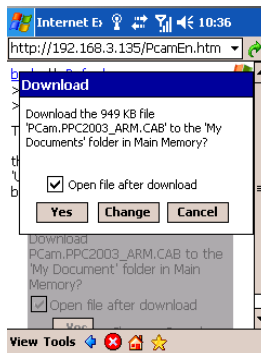 Internet Ex 10:36
http://192.168.3.135/PcamEn.htm
Download
Download the 949 KB file
'PCam.PPC2003_ARM.CAB' to the 'My
Documents' folder in Main Memory?
Open file after download
Yes Change Cancel
Download
PCam.PPC2003_ARM.CAB to the
'My Document' folder in Main
Memory?
Open file after download
View Tools